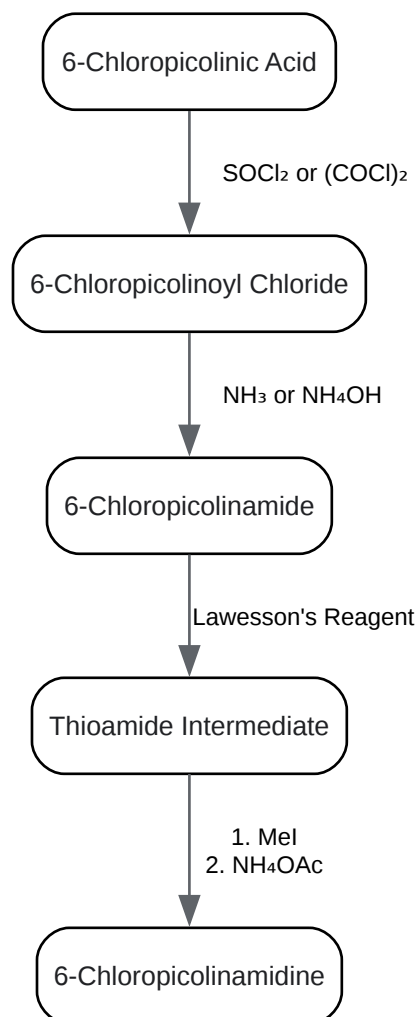 6-Chloropicolinic Acid
SOCl₂ or (COCl)₂
6-Chloropicolinoyl Chloride
NH₃ or NH₄OH
6-Chloropicolinamide
Lawesson's Reagent
Thioamide Intermediate
1. MeI
2. NH₄OAc
6-Chloropicolinamidine